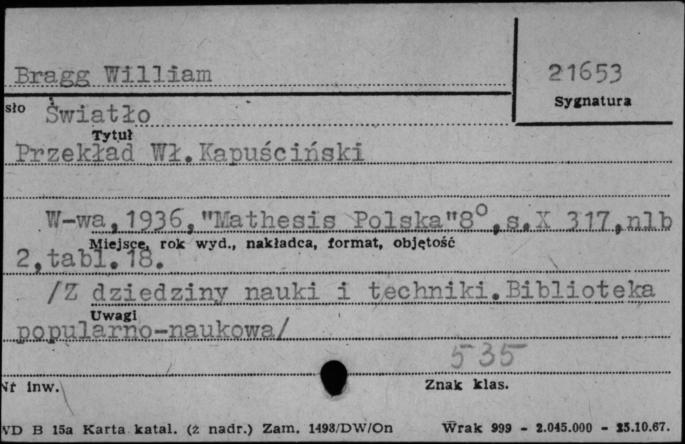 Bragg William
21653
Sygnatura
sło Światło
Tytuł
Przekład Wł.Kapuściński
W-wa,1936,"Mathesis Polska"8°,s.X 317,nlb
Miejsce, rok wyd., nakładca, format, objętość
2,tabl.18.
/Z dziedziny nauki i techniki.Biblioteka
Uwagi
popularno-naukowa/
535
Nr inw.
Znak klas.
WD B 15a Karta katal. (z nadr.) Zam. 1498/DW/On Wrak 999 - 2.045.000 - 25.10.67.